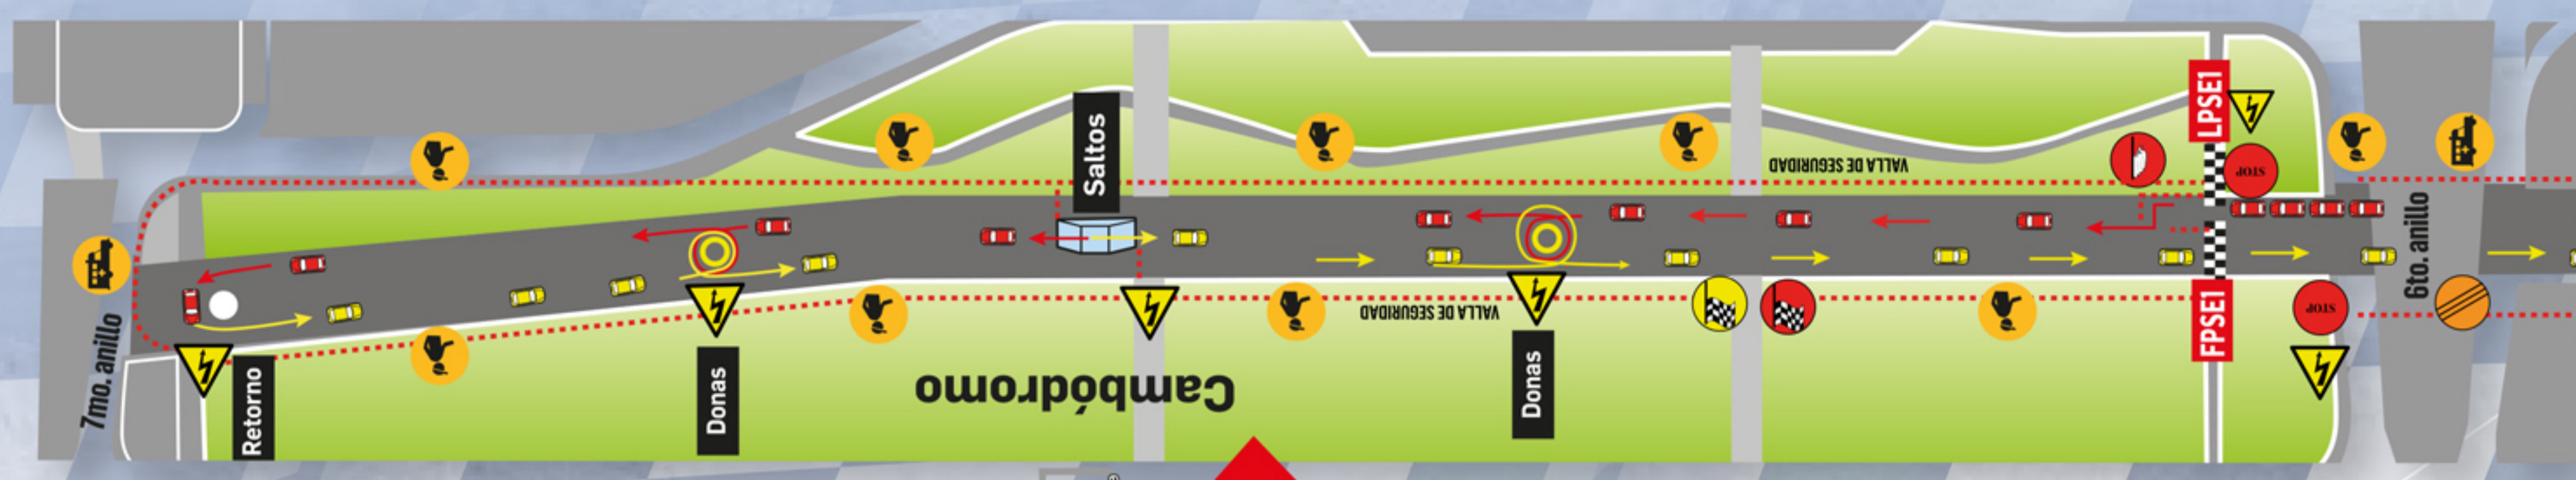 7mo. anillo
Retorno
Donas
Saltos
Cambódromo
VALLA DE SEGURIDAD
Donas
VALLA DE SEGURIDAD
LPSE1
STOP
FPSE1
STOP
6to. anillo